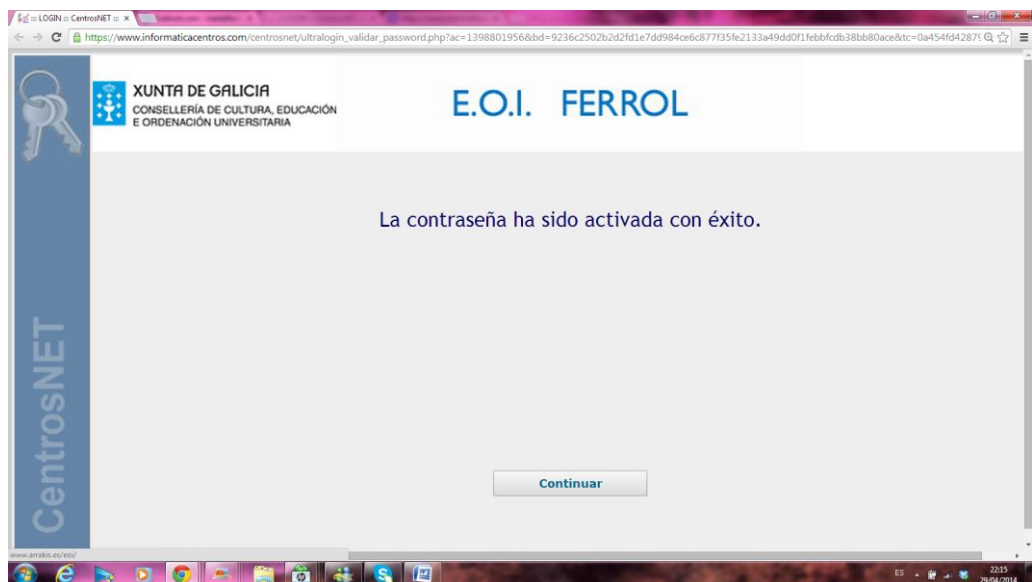 ::: LOGIN ::: CentrosNET :::
https://www.informaticacentros.com/centrosnet/ultralogin_validar_password.php?ac=1398801956&bd=9236c2502b2d2fd1e7dd984ce6c877f35fe2133a49dd0f1febbfcdb38bb80ace&tc=0a454fd42879
XUNTA DE GALICIA
CONSELLERÍA DE CULTURA, EDUCACIÓN
E ORDENACIÓN UNIVERSITARIA
E.O.I. FERROL
La contraseña ha sido activada con éxito.
CentrosNET
Continuar
www.arrakis.es/eoi/
ES
22:15
29/04/2014